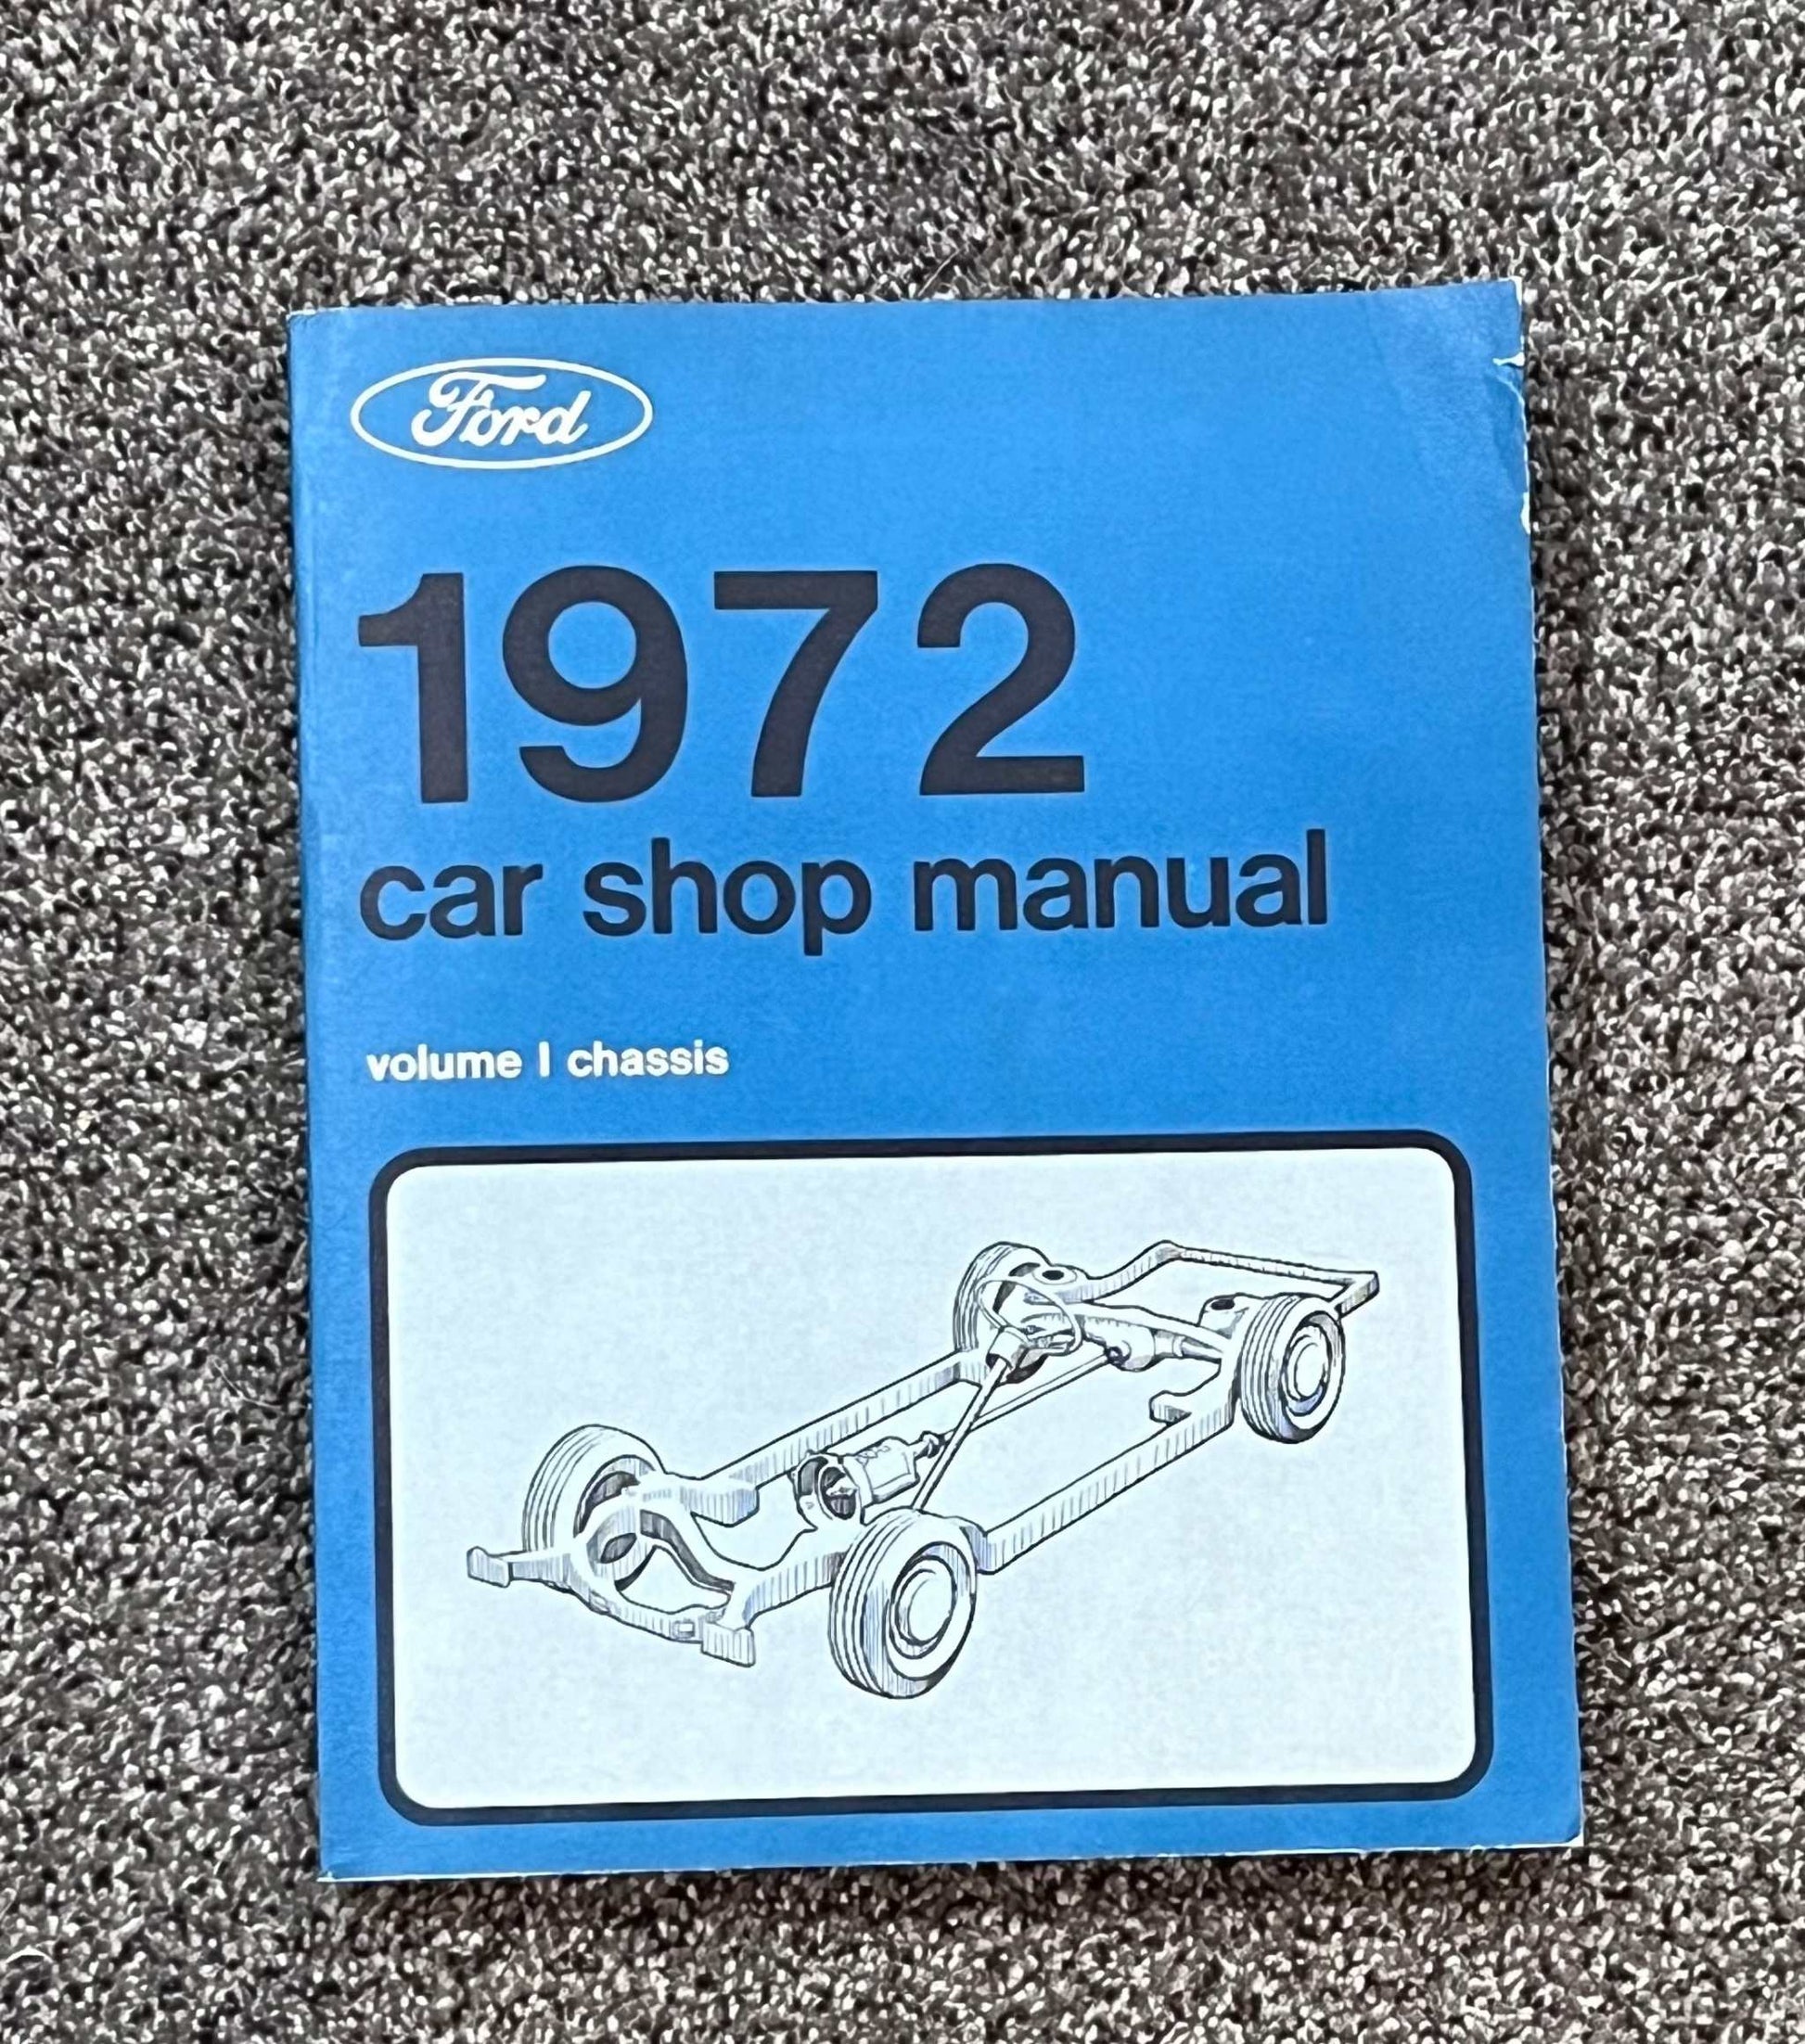 Ford
1972
car shop manual
volume I chassis